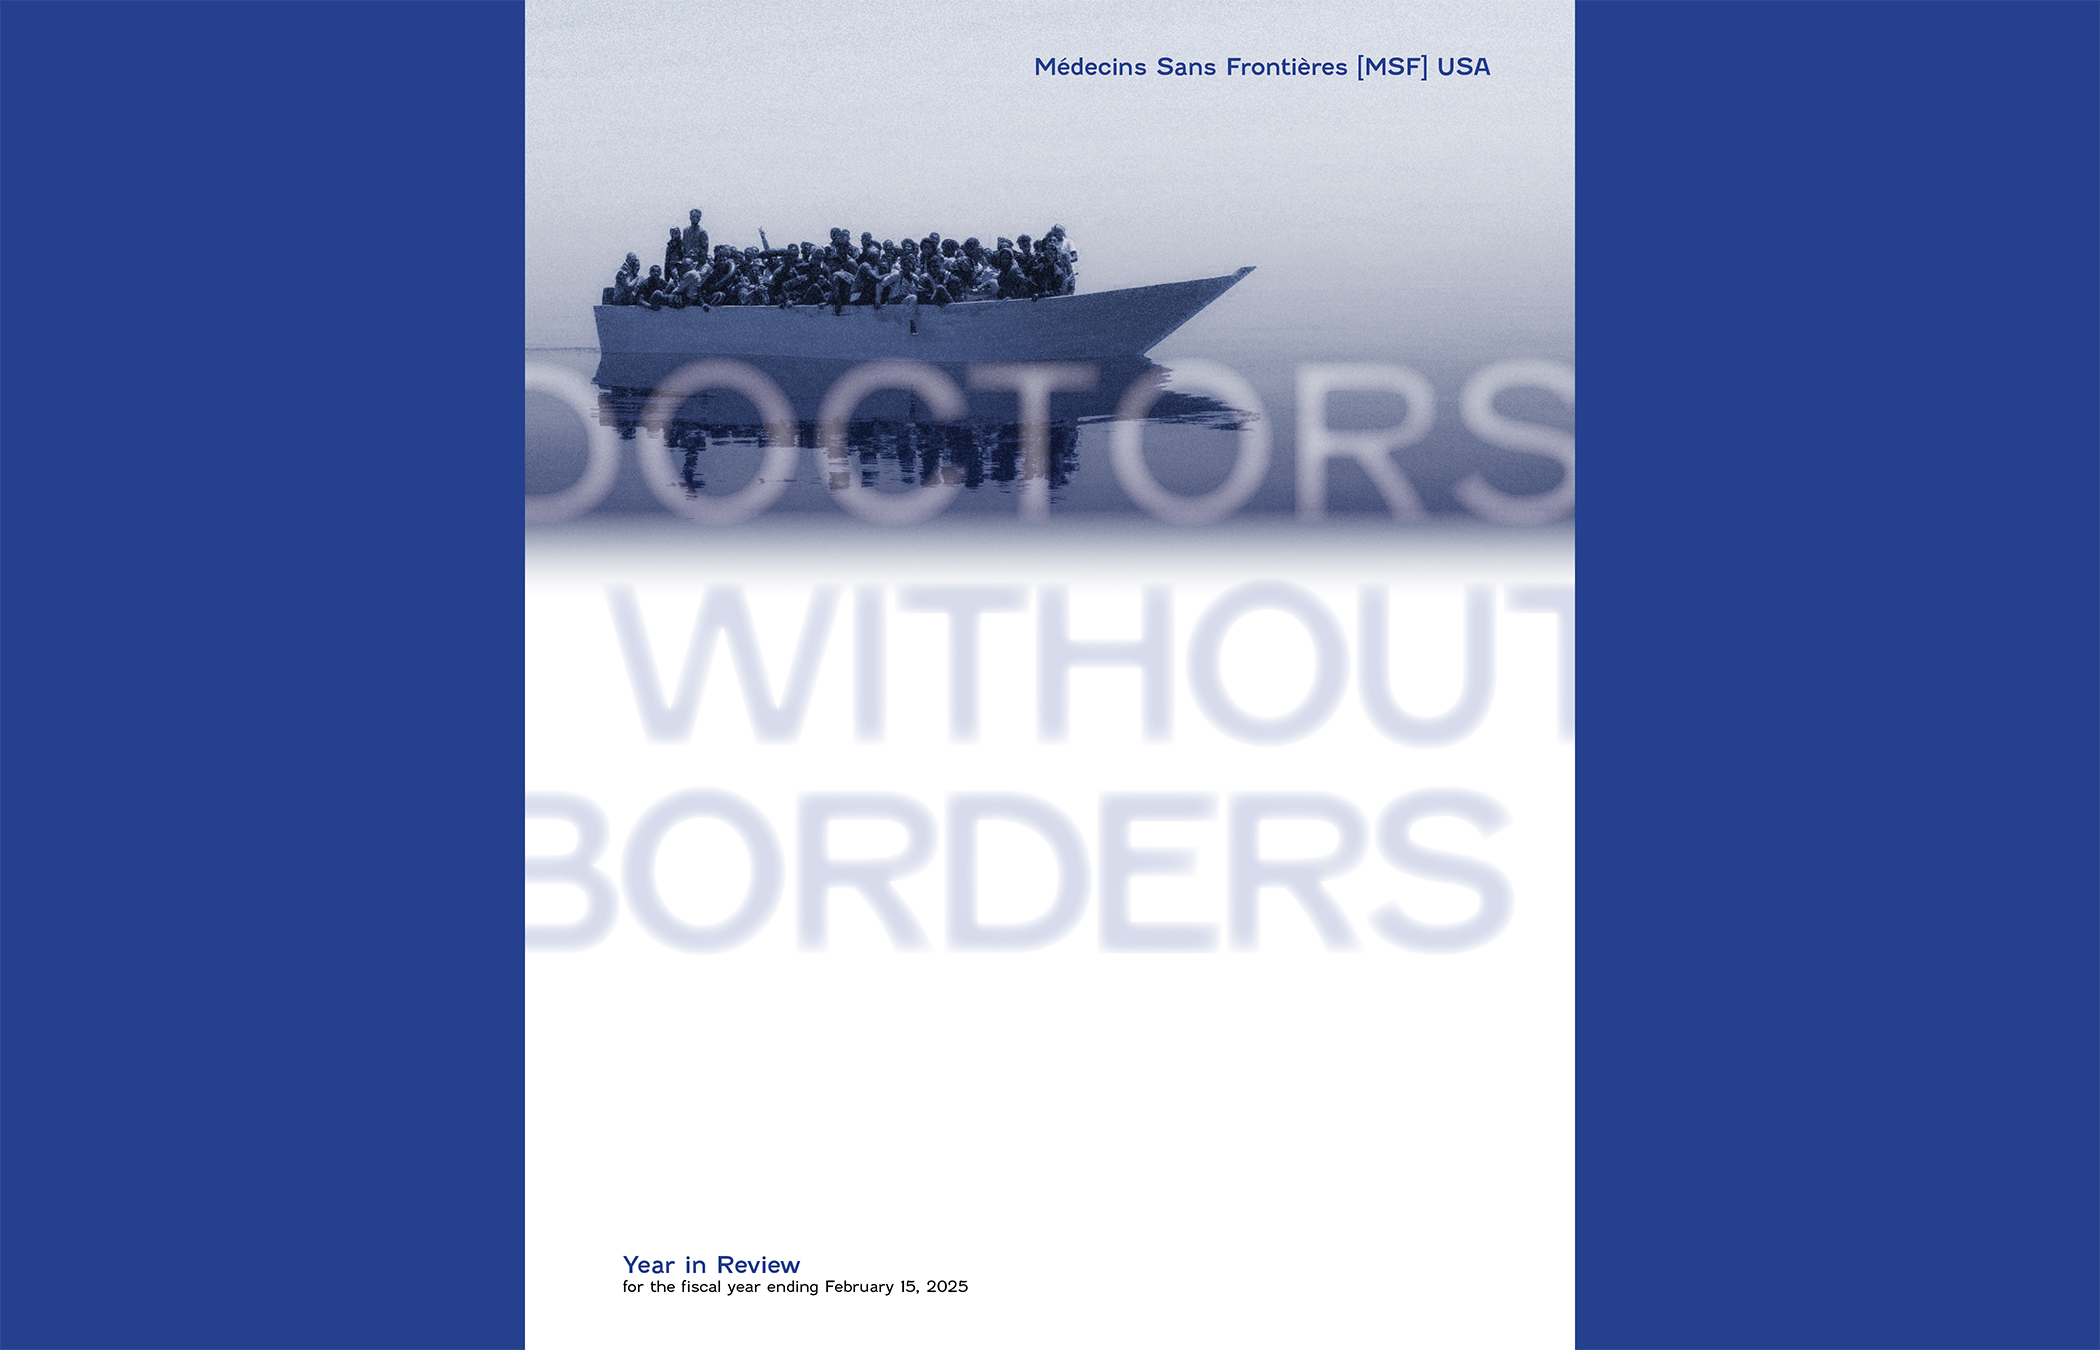 Médecins Sans Frontières [MSF] USA
DOCTORS
WITHOUT
BORDERS
Year in Review
for the fiscal year ending February 15, 2025